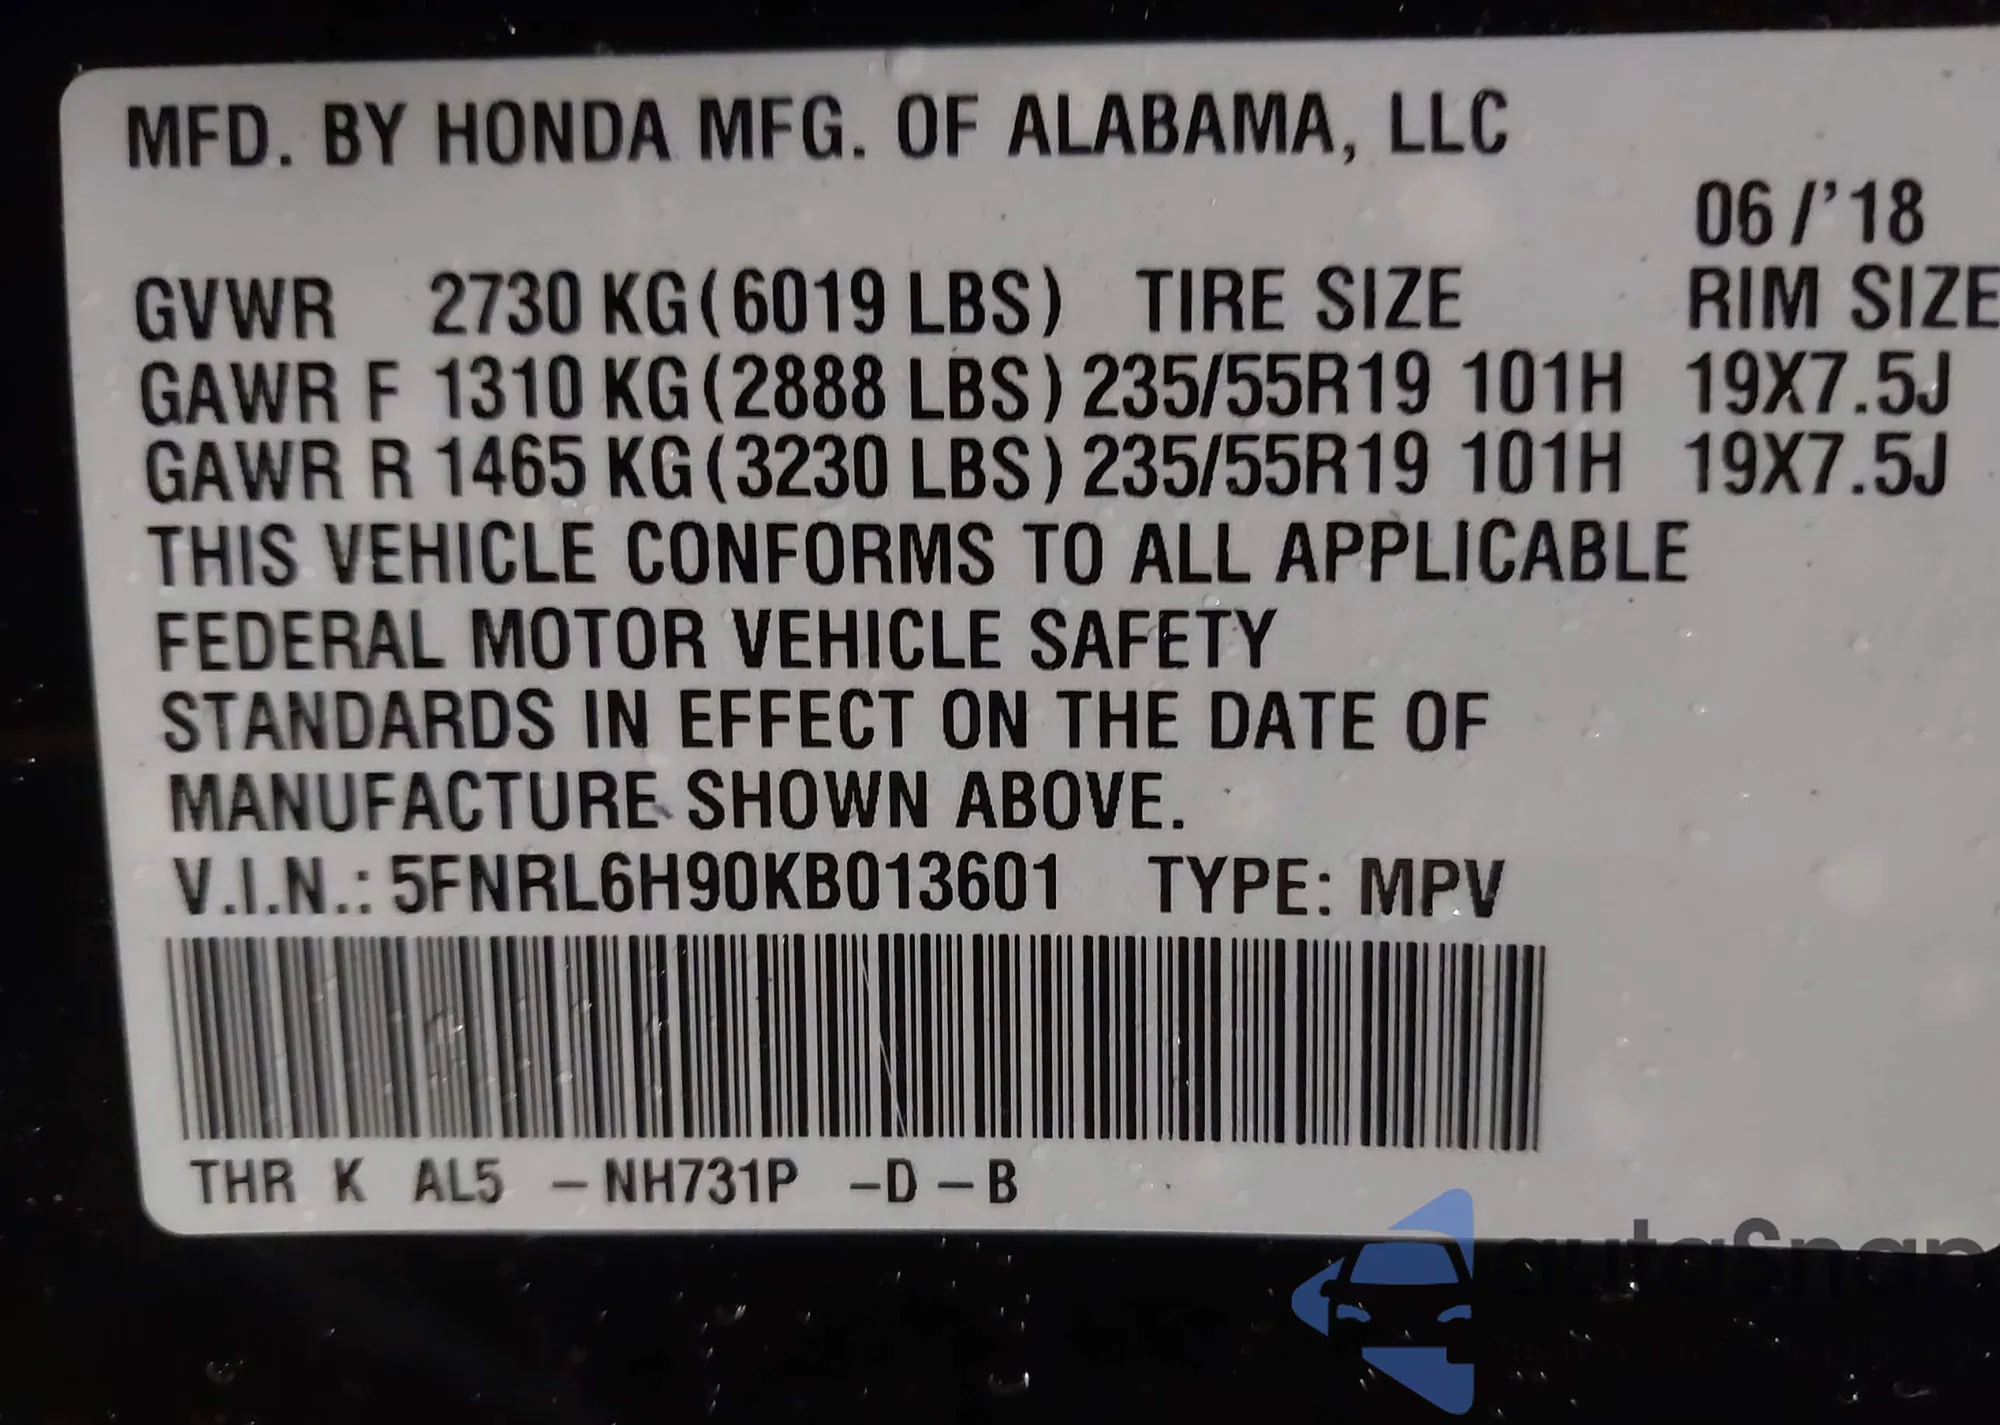 MFD. BY HONDA MFG. OF ALABAMA, LLC
06/'18
GVWR 2730 KG(6019 LBS) TIRE SIZE RIM SIZE
GAWR F 1310 KG(2888 LBS) 235/55R19 101H 19X7.5J
GAWR R 1465 KG(3230 LBS) 235/55R19 101H 19X7.5J
THIS VEHICLE CONFORMS TO ALL APPLICABLE
FEDERAL MOTOR VEHICLE SAFETY
STANDARDS IN EFFECT ON THE DATE OF
MANUFACTURE SHOWN ABOVE.
V.I.N.: 5FNRL6H90KB013601 TYPE: MPV
THR K AL5 –NH731P –D–B
autoSnap